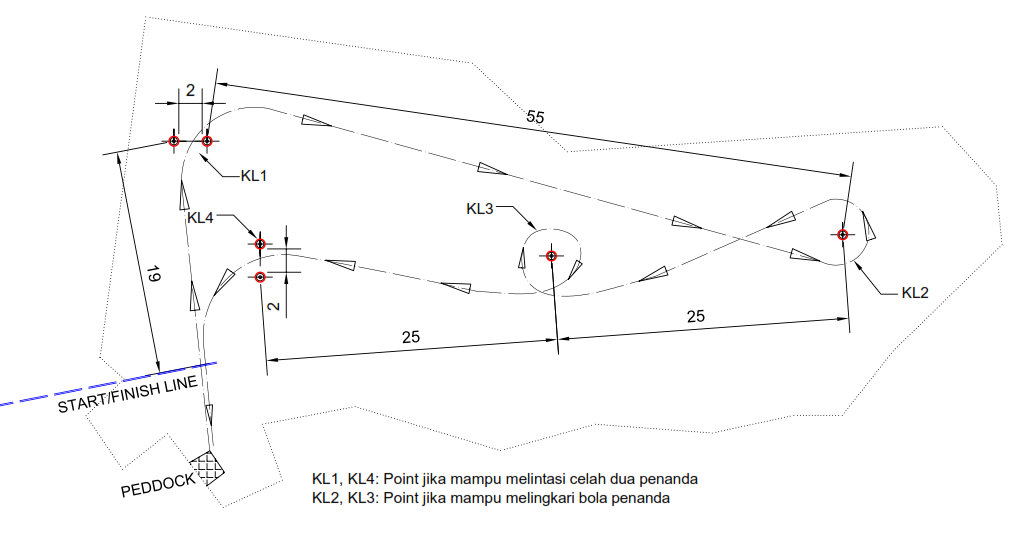 2
55
KL1
KL4
KL3
19
2
KL2
25
25
START/FINISH LINE
PEDDOCK
KL1, KL4: Point jika mampu melintasi celah dua penanda
KL2, KL3: Point jika mampu melingkari bola penanda